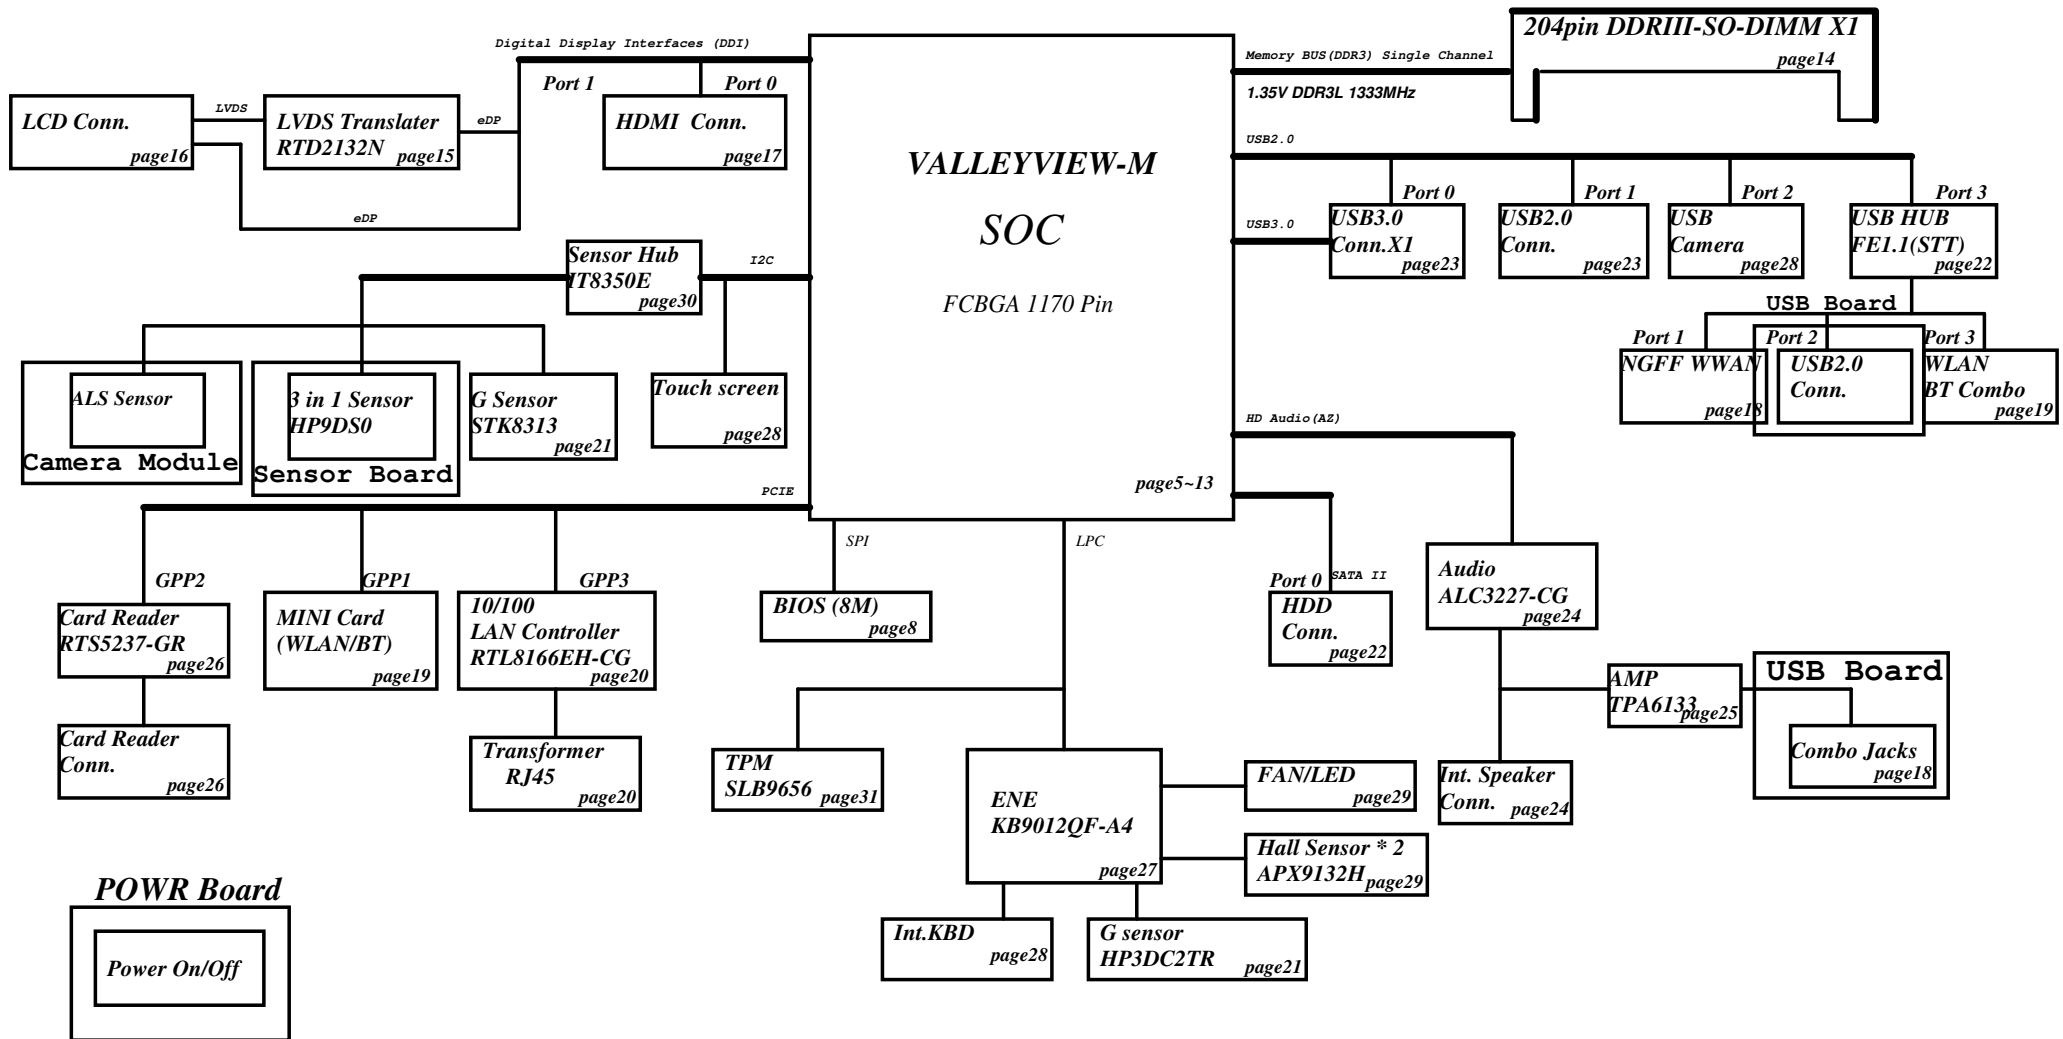 Digital Display Interfaces (DDI)
Port 1
Port 0
LCD Conn.
page16
LVDS
LVDS Translater
RTD2132N
page15
eDP
HDMI Conn.
page17
eDP
VALLEYVIEW-M
SOC
FCBGA 1170 Pin
page5~13
Memory BUS(DDR3) Single Channel
1.35V DDR3L 1333MHz
204pin DDRIII-SO-DIMM X1
page14
USB2.0
USB3.0
Port 0
USB3.0
Conn.X1
page23
Port 1
USB2.0
Conn.
page23
Port 2
USB
Camera
page28
Port 3
USB HUB
FE1.1(STT)
page22
USB Board
Port 1
NGFF WWAN
page18
Port 2
USB2.0
Conn.
Port 3
WLAN
BT Combo
page19
Sensor Hub
IT8350E
page30
I2C
ALS Sensor
Camera Module
3 in 1 Sensor
HP9DS0
Sensor Board
G Sensor
STK8313
page21
Touch screen
page28
PCIE
GPP2
Card Reader
RTS5237-GR
page26
Card Reader
Conn.
page26
GPP1
MINI Card
(WLAN/BT)
page19
GPP3
10/100
LAN Controller
RTL8166EH-CG
page20
Transformer
RJ45
page20
SPI
BIOS (8M)
page8
LPC
TPM
SLB9656
page31
ENE
KB9012QF-A4
page27
FAN/LED
page29
Hall Sensor * 2
APX9132H
page29
Int.KBD
page28
G sensor
HP3DC2TR
page21
HD Audio(AZ)
Port 0
SATA II
HDD
Conn.
page22
Audio
ALC3227-CG
page24
AMP
TPA6133
page25
Int. Speaker
Conn.
page24
USB Board
Combo Jacks
page18
POWR Board
Power On/Off